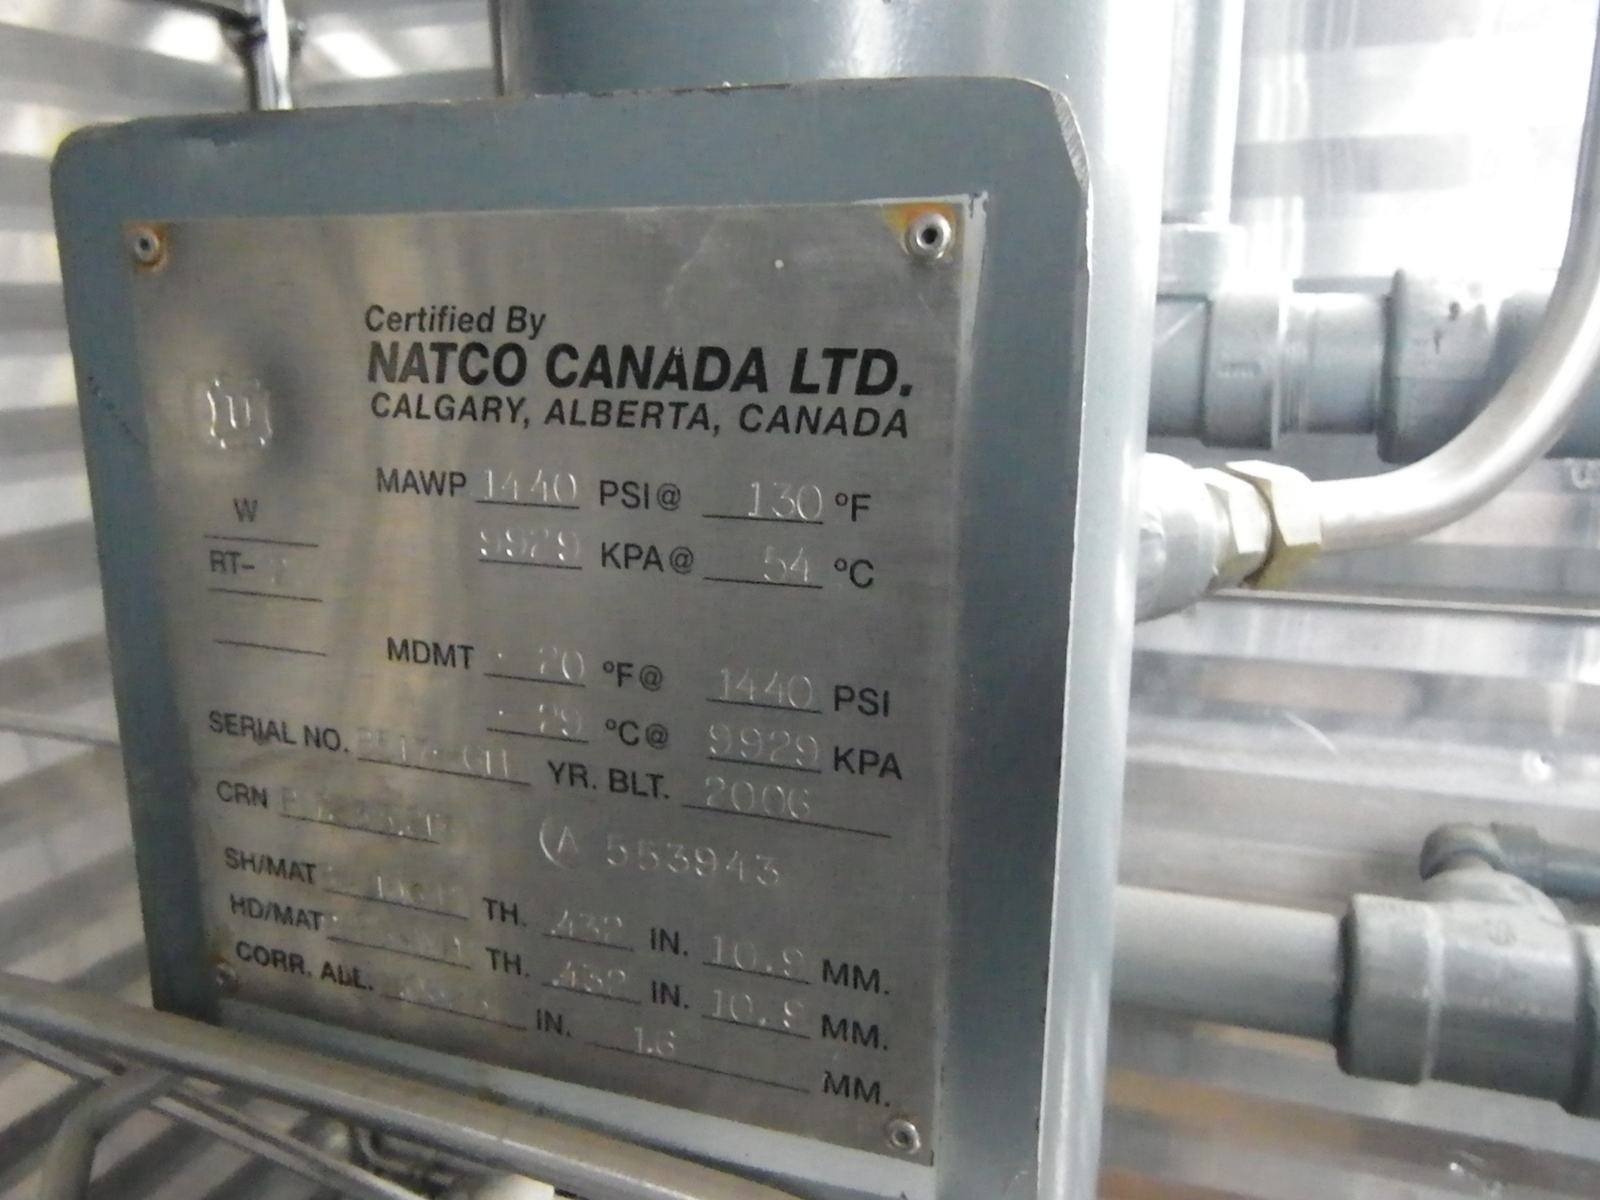 Certified By
NATCO CANADA LTD.
CALGARY, ALBERTA, CANADA
U
MAWP 1440 PSI@ 130 °F
W
9929 KPA@ 54 °C
RT-
MDMT - 20 °F@ 1440 PSI
- 29 °C@ 9929 KPA
SERIAL NO. YR. BLT. 2006
CRN
(A 553943
SH/MAT TH. .432 IN. 10.9 MM.
HD/MAT TH. .432 IN. 10.9 MM.
CORR. ALL. IN. 1.6 MM.